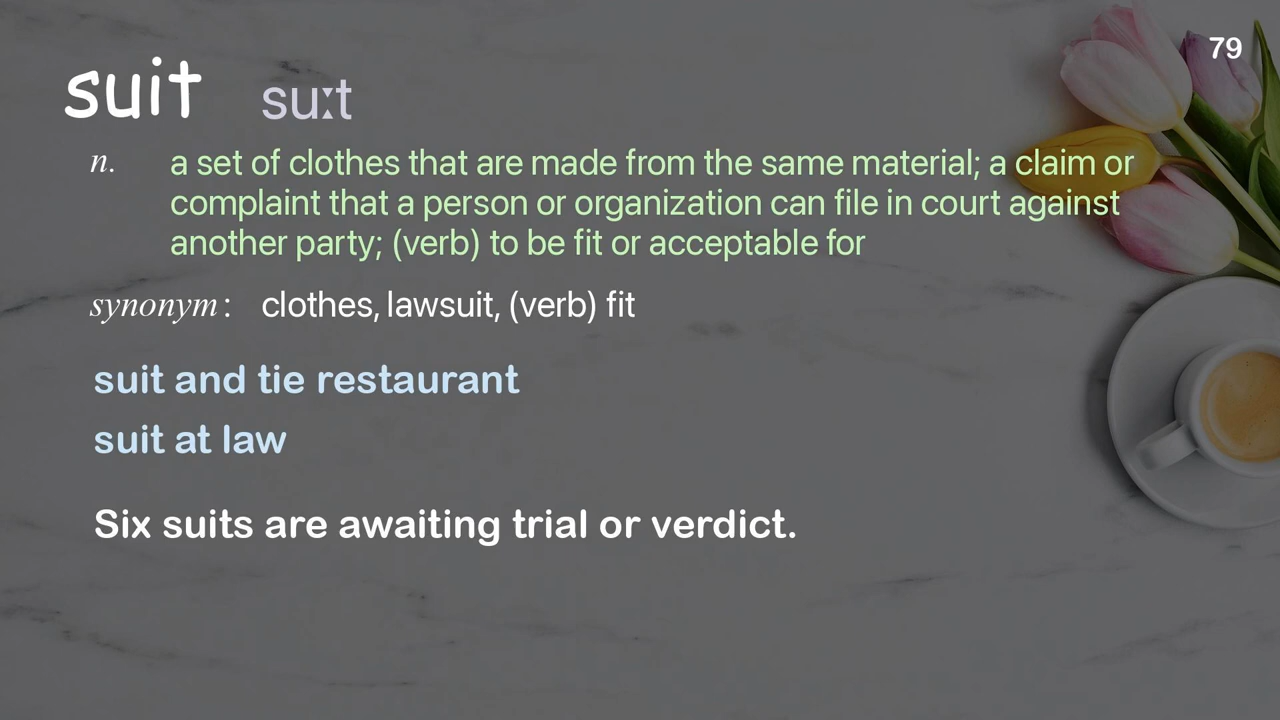 79
suit suːt
n. a set of clothes that are made from the same material; a claim or
complaint that a person or organization can file in court against
another party; (verb) to be fit or acceptable for
synonym: clothes, lawsuit, (verb) fit
suit and tie restaurant
suit at law
Six suits are awaiting trial or verdict.